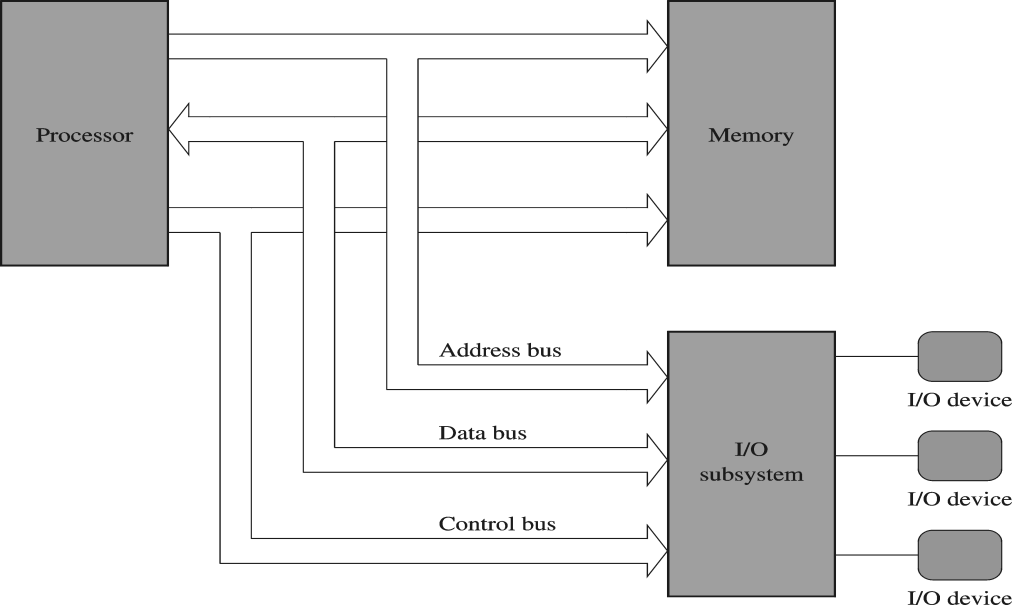 Processor
Memory
Address bus
I/O device
Data bus
I/O
subsystem
I/O device
Control bus
I/O device